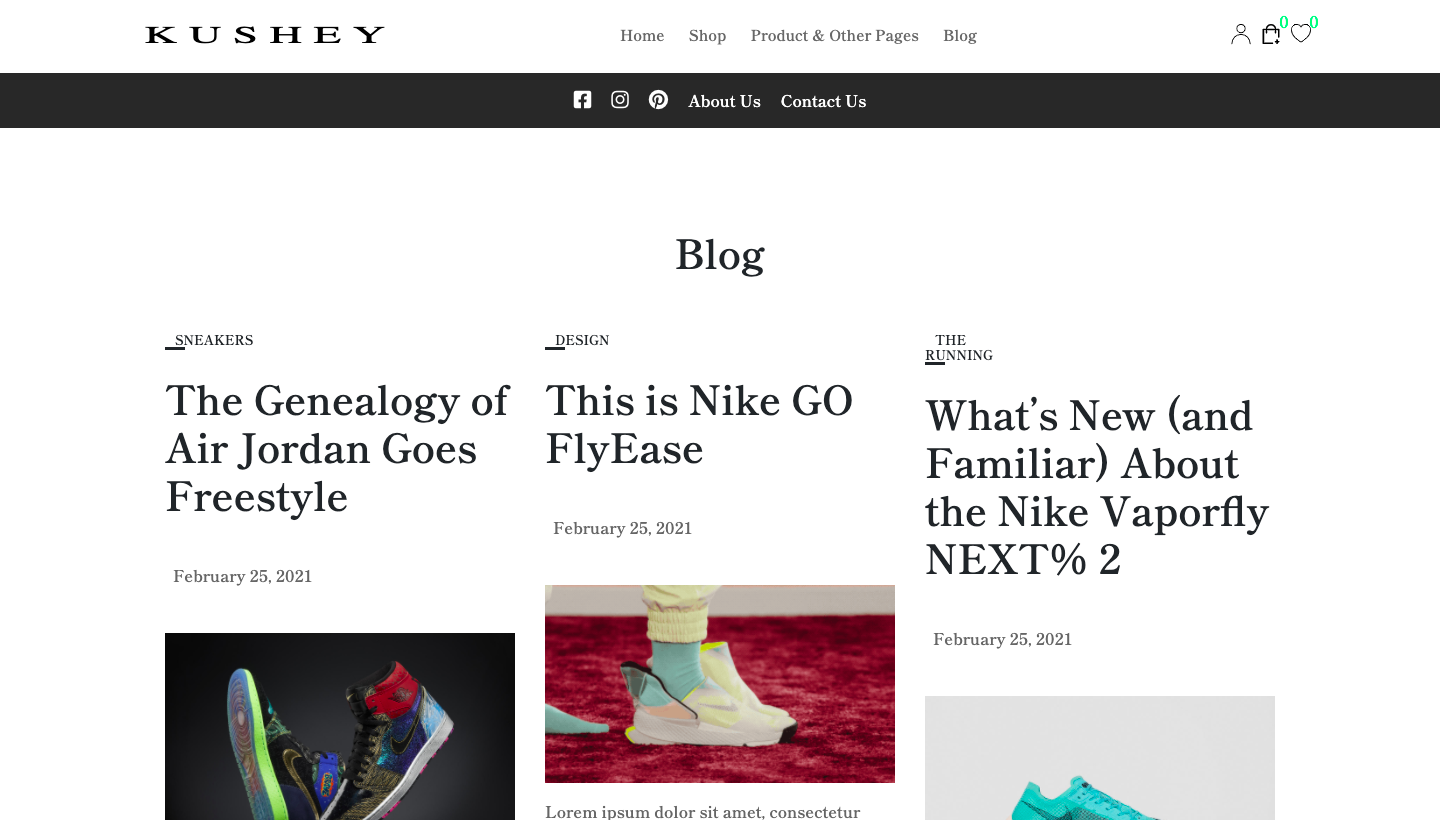 KUSHEY
Home Shop Product & Other Pages Blog
0 0
About Us Contact Us
Blog
SNEAKERS
The Genealogy of
Air Jordan Goes
Freestyle
February 25, 2021
DESIGN
This is Nike GO
FlyEase
February 25, 2021
Lorem ipsum dolor sit amet, consectetur
THE
RUNNING
What’s New (and
Familiar) About
the Nike Vaporfly
NEXT% 2
February 25, 2021